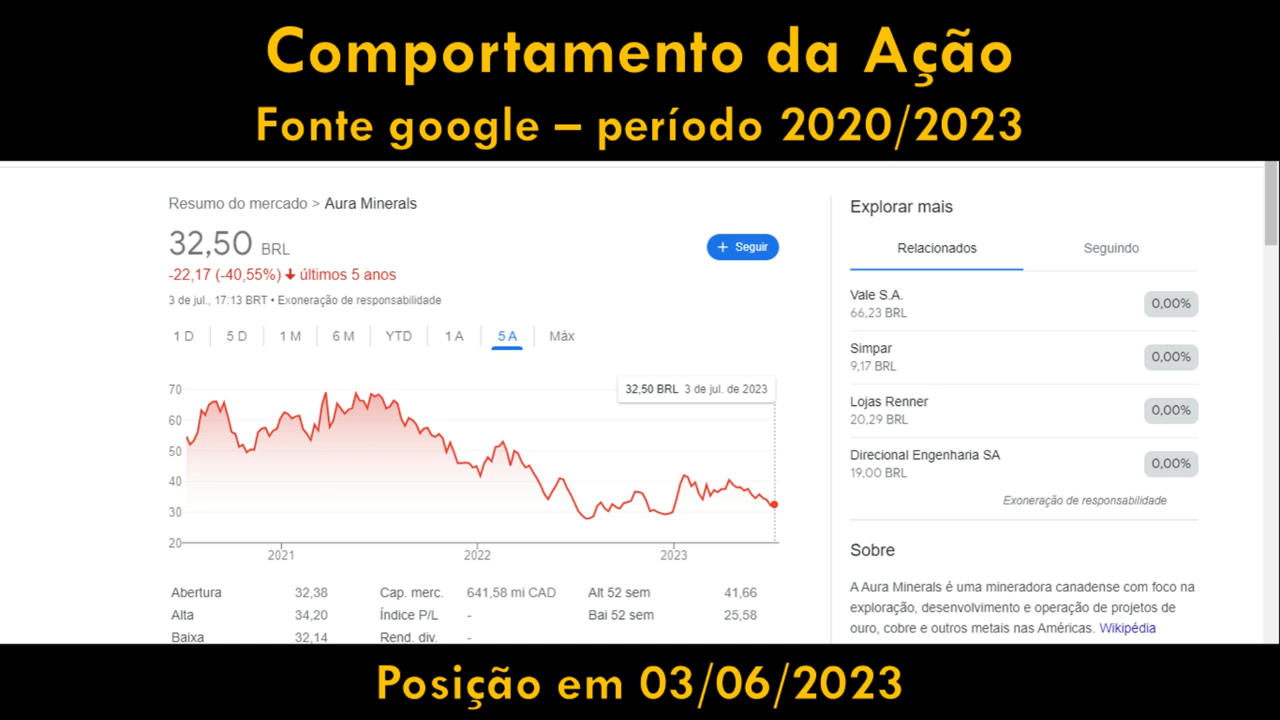 Comportamento da Ação
Fonte google – período 2020/2023
Resumo do mercado > Aura Minerals
32,50 BRL
+ Seguir
-22,17 (-40,55%) ↓ últimos 5 anos
3 de jul., 17:13 BRT • Exoneração de responsabilidade
1 D 5 D 1 M 6 M YTD 1 A 5 A Máx
32,50 BRL 3 de jul. de 2023
70
60
50
40
30
20
2021 2022 2023
Abertura 32,38 Cap. merc. 641,58 mi CAD Alt 52 sem 41,66
Alta 34,20 Índice P/L - Bai 52 sem 25,58
Baixa 32,14 Rend. div. -
Explorar mais
Relacionados Seguindo
Vale S.A.
66,23 BRL
0,00%
Simpar
9,17 BRL
0,00%
Lojas Renner
20,29 BRL
0,00%
Direcional Engenharia SA
19,00 BRL
0,00%
Exoneração de responsabilidade
Sobre
A Aura Minerals é uma mineradora canadense com foco na
exploração, desenvolvimento e operação de projetos de
ouro, cobre e outros metais nas Américas. Wikipédia
Posição em 03/06/2023